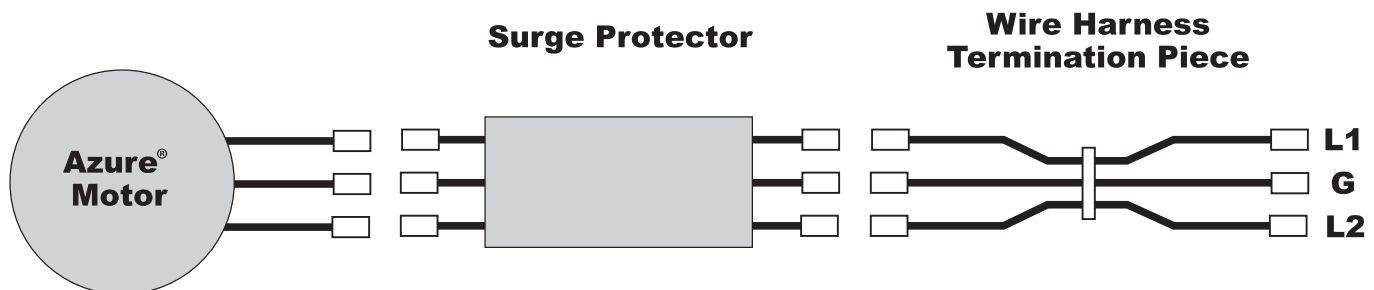 Surge Protector
Wire Harness
Termination Piece
Azure®
Motor
L1
G
L2